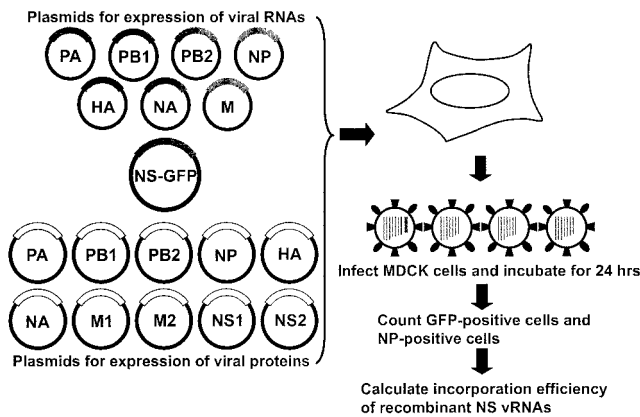 Plasmids for expression of viral RNAs
PA PB1 PB2 NP
HA NA M
NS-GFP
PA PB1 PB2 NP HA
NA M1 M2 NS1 NS2
Plasmids for expression of viral proteins
Infect MDCK cells and incubate for 24 hrs
Count GFP-positive cells and
NP-positive cells
Calculate incorporation efficiency
of recombinant NS vRNAs